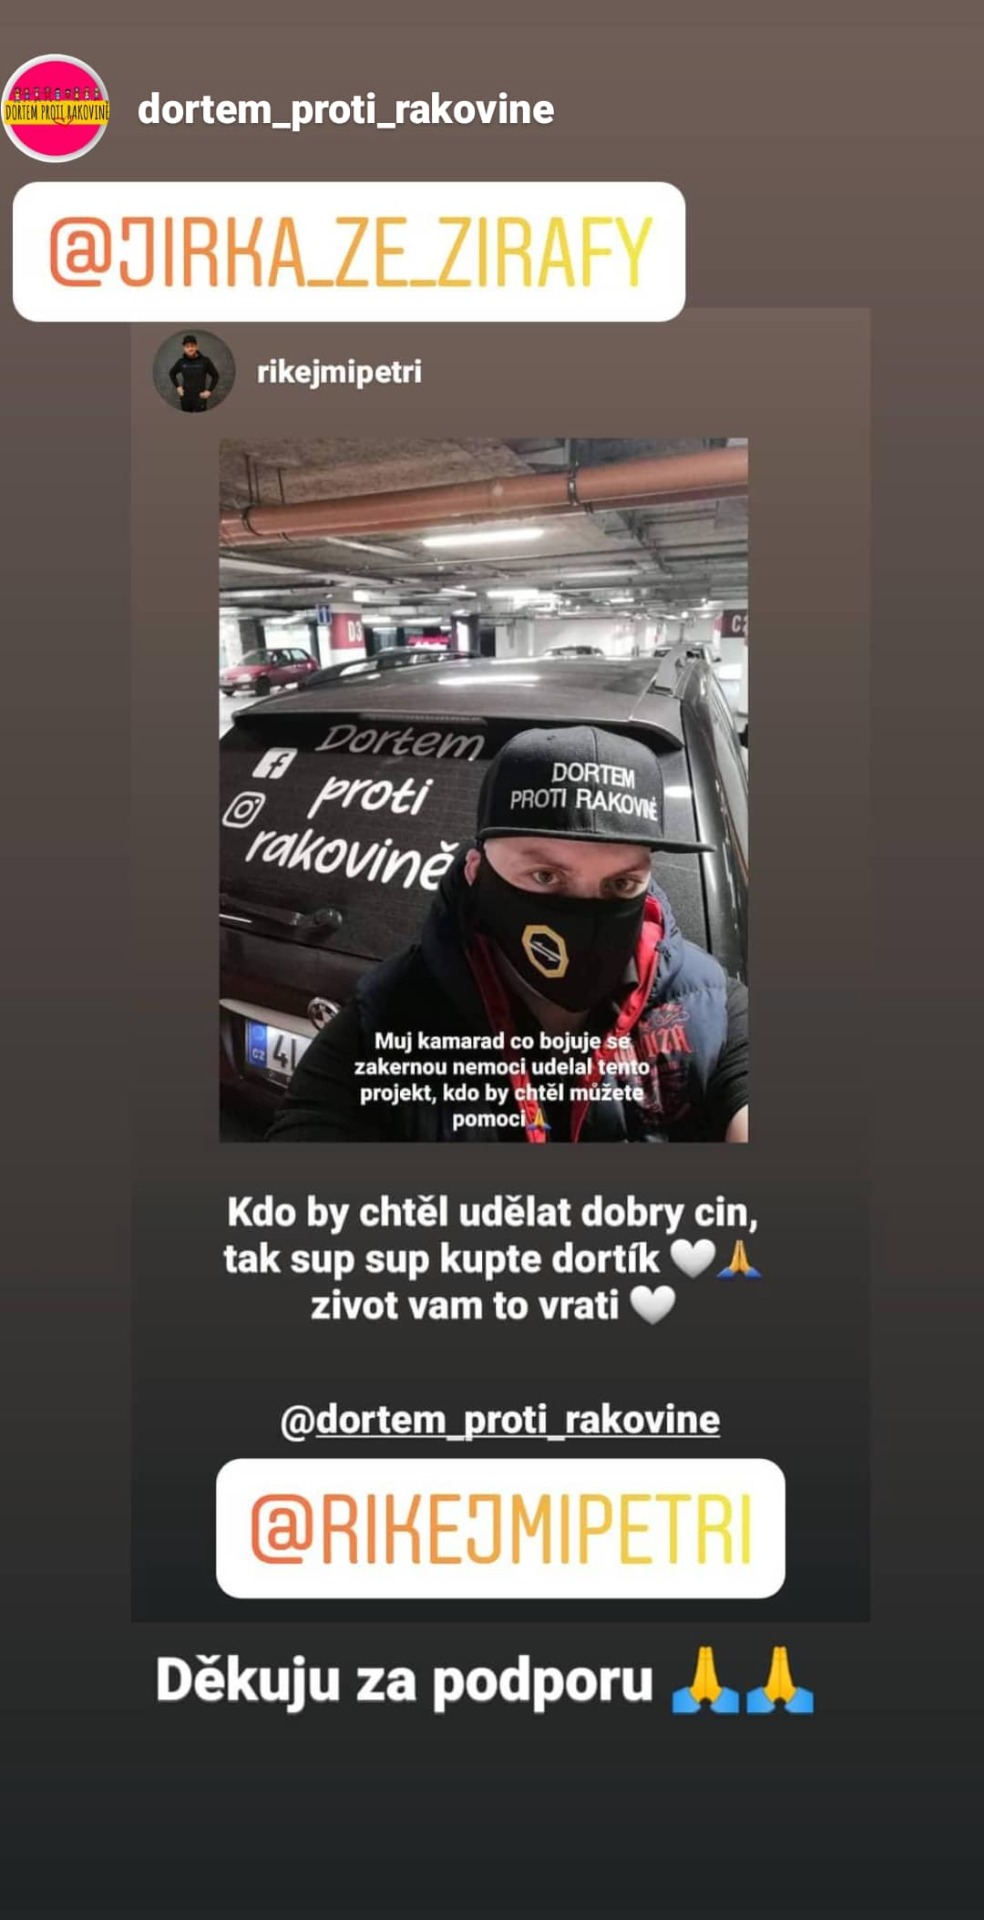 DORTEM PROTI RAKOVINĚ
dortem_proti_rakovine
@JIRKA_ZE_ZIRAFY
rikejmipetri
D3
Dortem
proti
rakovině
DORTEM
PROTI RAKOVINĚ
CZ 4L
Muj kamarad co bojuje se
zakernou nemoci udelal tento
projekt, kdo by chtěl můžete
pomoci🙏
Kdo by chtěl udělat dobry cin,
tak sup sup kupte dortík 🤍🙏
zivot vam to vrati 🤍
@dortem_proti_rakovine
@RIKEJMIPETRI
Děkuju za podporu 🙏🙏